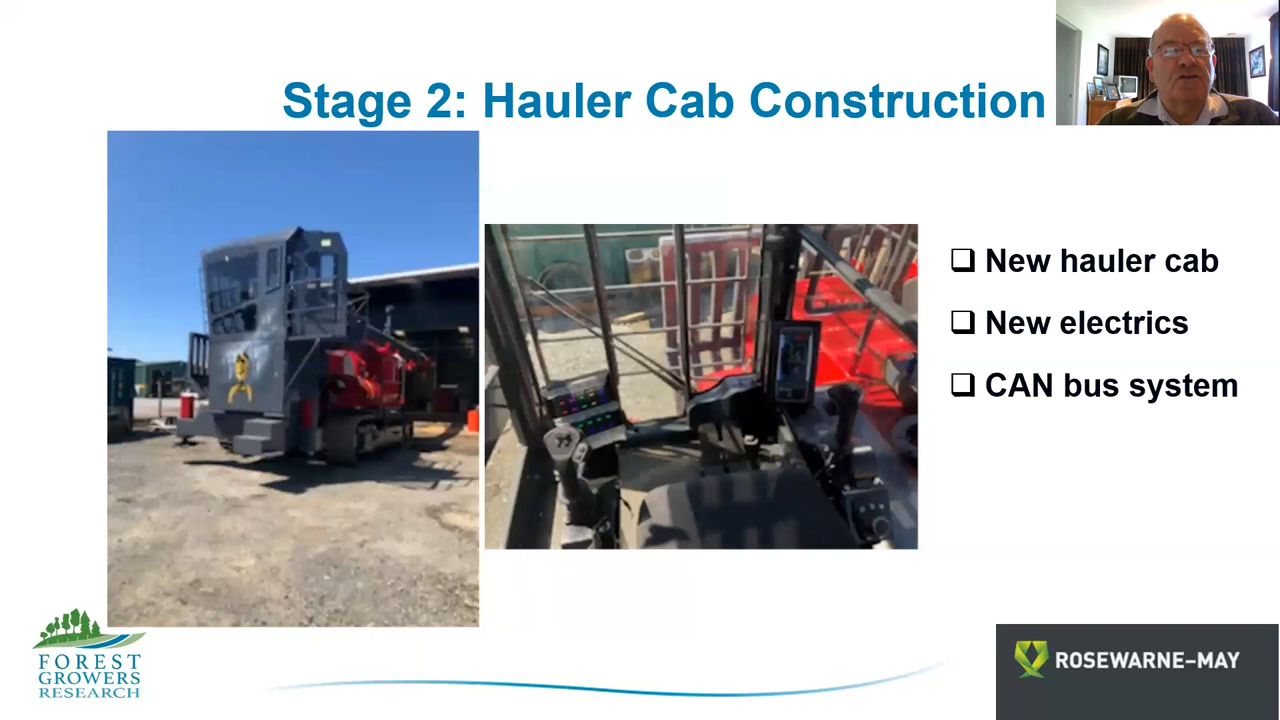 Stage 2: Hauler Cab Construction
❑ New hauler cab
❑ New electrics
❑ CAN bus system
FOREST
GROWERS
RESEARCH
ROSEWARNE–MAY